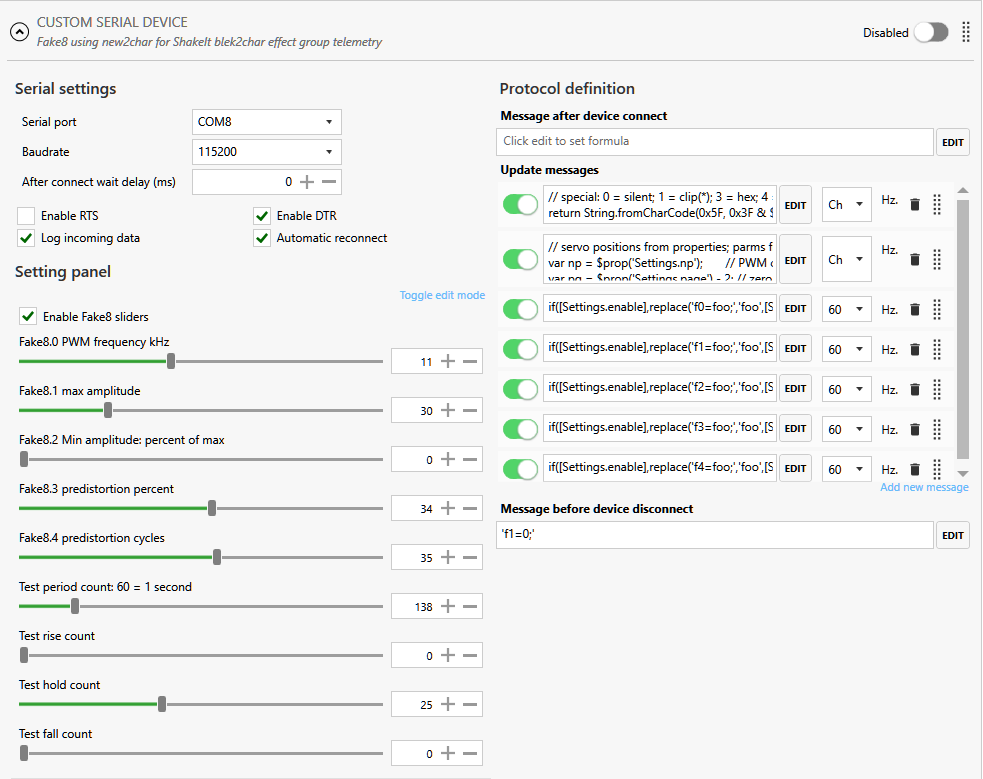 CUSTOM SERIAL DEVICE
Fake8 using new2char for ShakeIt blek2char effect group telemetry
Disabled
Serial settings
Serial port
COM8
Baudrate
115200
After connect wait delay (ms)
0
Enable RTS
Enable DTR
Log incoming data
Automatic reconnect
Setting panel
Toggle edit mode
Enable Fake8 sliders
Fake8.0 PWM frequency kHz
11
Fake8.1 max amplitude
30
Fake8.2 Min amplitude: percent of max
0
Fake8.3 predistortion percent
34
Fake8.4 predistortion cycles
35
Test period count: 60 = 1 second
138
Test rise count
0
Test hold count
25
Test fall count
0
Protocol definition
Message after device connect
Click edit to set formula
EDIT
Update messages
// special: 0 = silent; 1 = clip(*); 3 = hex; 4 =
return String.fromCharCode(0x5F, 0x3F & $
EDIT
Ch
Hz.
// servo positions from properties; parms f
var np = $prop('Settings.np'); // PWM c
var pg = $prop('Settings.page') - 2; // zero
EDIT
Ch
Hz.
if([Settings.enable],replace('f0=foo;','foo',[S
EDIT
60
Hz.
if([Settings.enable],replace('f1=foo;','foo',[S
EDIT
60
Hz.
if([Settings.enable],replace('f2=foo;','foo',[S
EDIT
60
Hz.
if([Settings.enable],replace('f3=foo;','foo',[S
EDIT
60
Hz.
if([Settings.enable],replace('f4=foo;','foo',[S
EDIT
60
Hz.
Add new message
Message before device disconnect
'f1=0;'
EDIT